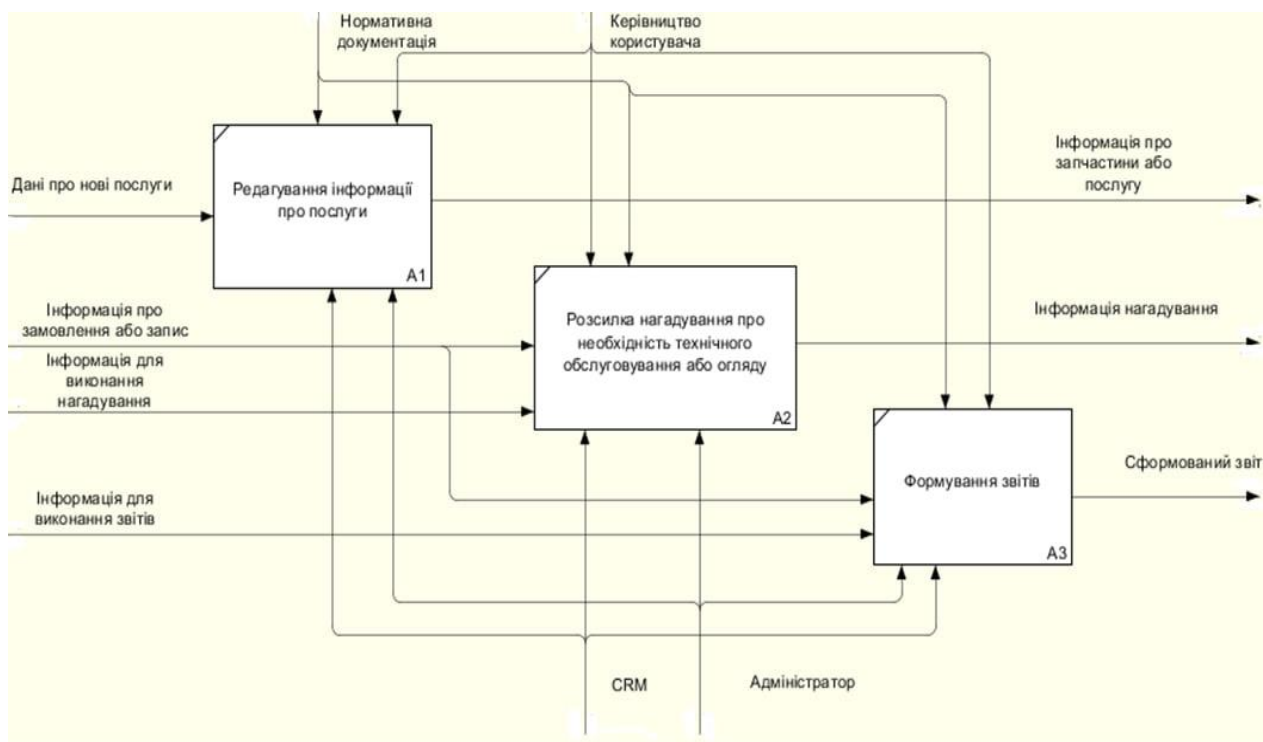 Нормативна
документація
Керівництво
користувача
Інформація про
запчастини або
послугу
Дані про нові послуги
Редагування інформації
про послуги
A1
Інформація про
замовлення або запис
Інформація для
виконання
нагадування
Розсилка нагадування про
необхідність технічного
обслуговування або огляду
A2
Інформація нагадування
Сформований звіт
Формування звітів
A3
Інформація для
виконання звітів
CRM
Адміністратор